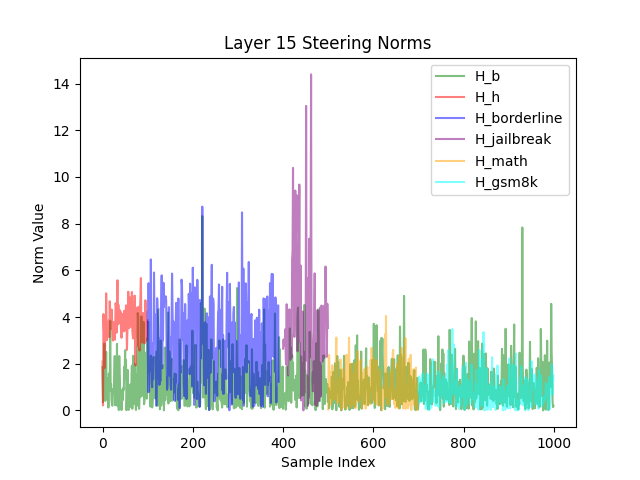 Layer 15 Steering Norms
H_b
H_h
H_borderline
H_jailbreak
H_math
H_gsm8k
14
12
10
8
6
4
2
0
Norm Value
0 200 400 600 800 1000
Sample Index